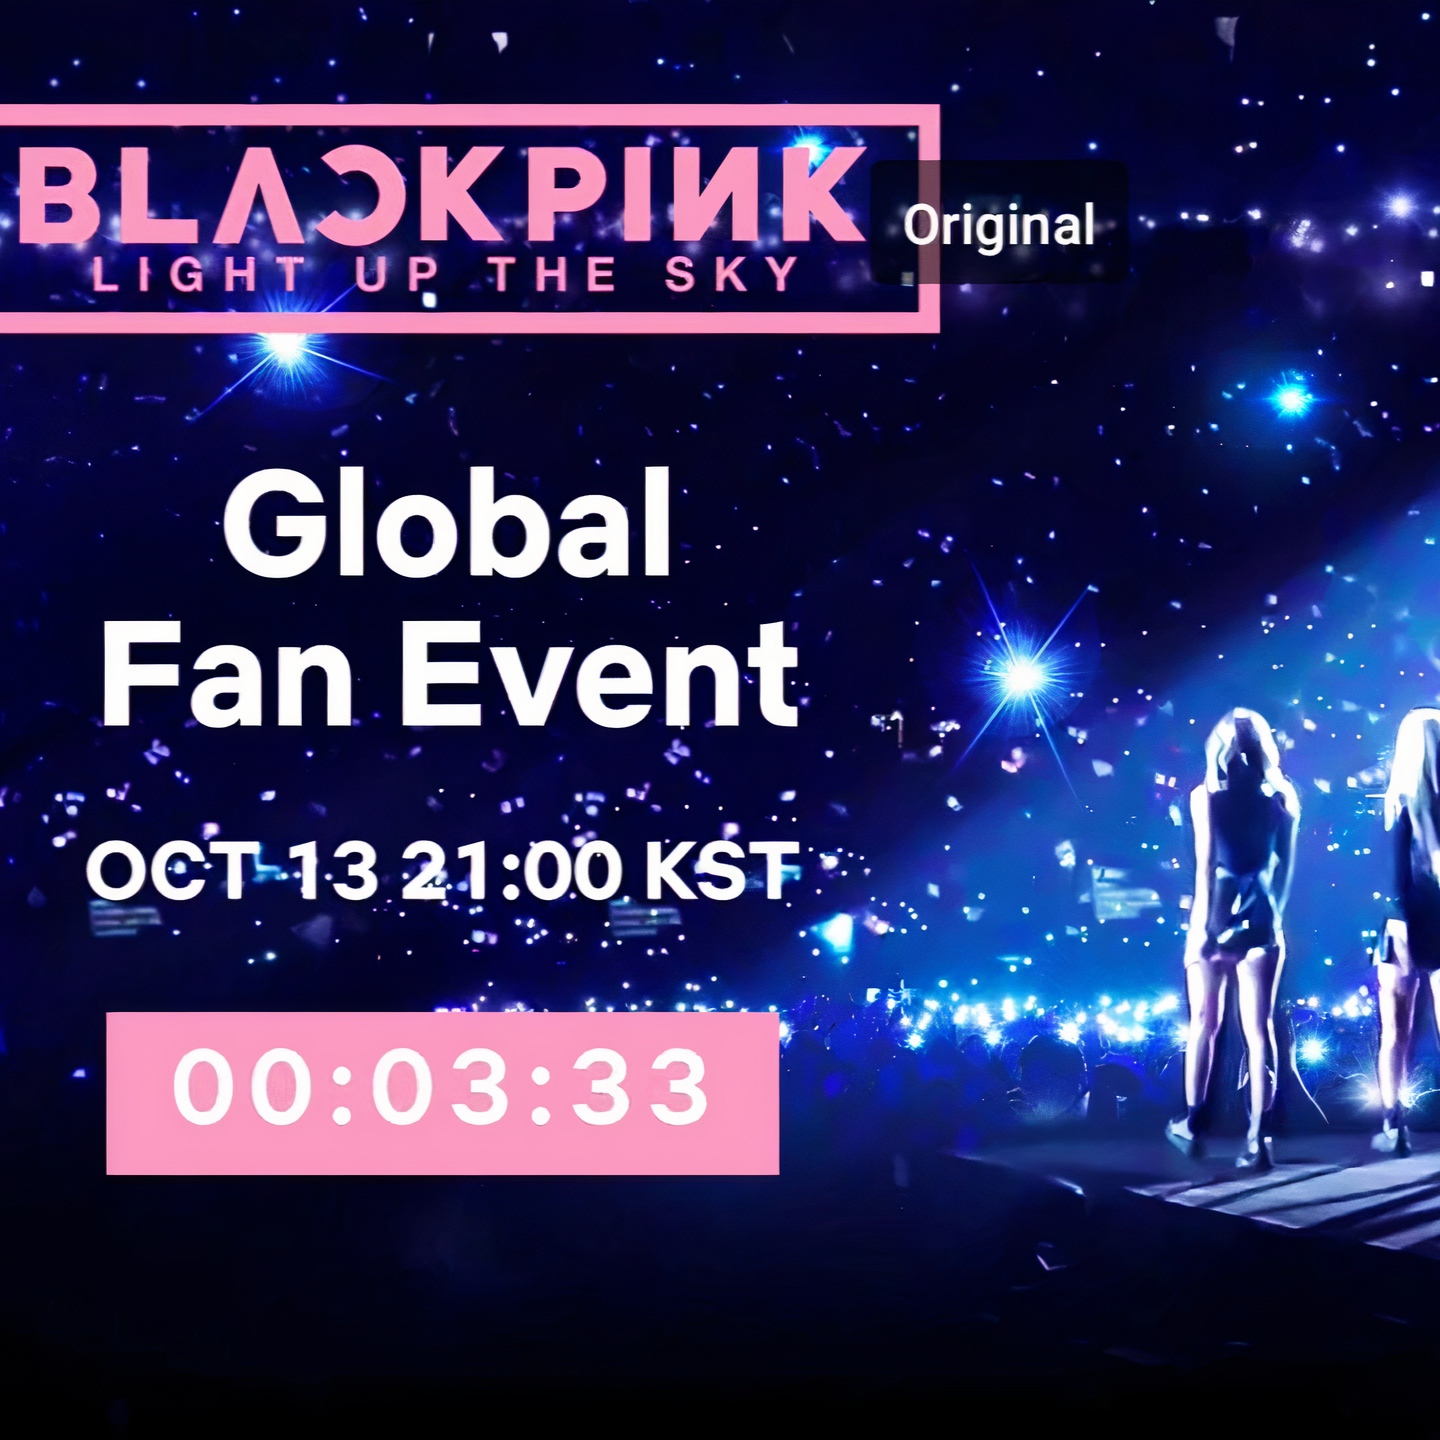 BLACKPINK
Original
LIGHT UP THE SKY
Global
Fan Event
OCT 13 21:00 KST
00:03:33